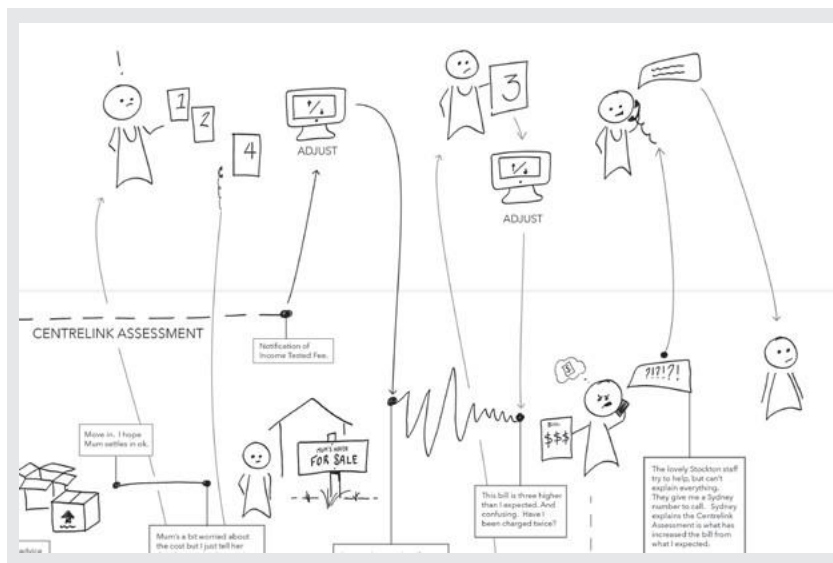 !
1
2
4
ADJUST
3
ADJUST
CENTRELINK ASSESSMENT
Notification of
Income Tested Fee.
Move in. I hope
Mum settles in ok.
MUM'S HOUSE
FOR SALE
$
BILL
$$$
?!?!?!
This bill is three higher
than I expected. And
confusing. Have I
been charged twice?
The lovely Stockton staff
try to help, but can't
explain everything.
They give me a Sydney
number to call. Sydney
explains the Centrelink
Assessment is what has
increased the bill from
what I expected.
Mum's a bit worried about
the cost but I just tell her
advice